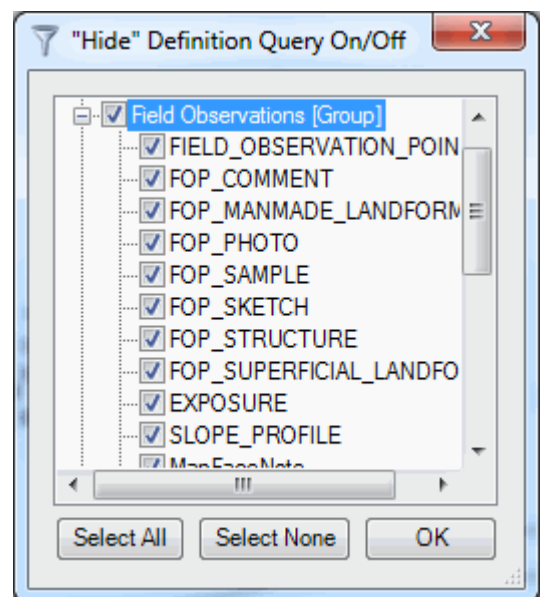 "Hide" Definition Query On/Off
Field Observations [Group]
FIELD_OBSERVATION_POIN
FOP_COMMENT
FOP_MANMADE_LANDFORM
FOP_PHOTO
FOP_SAMPLE
FOP_SKETCH
FOP_STRUCTURE
FOP_SUPERFICIAL_LANDFO
EXPOSURE
SLOPE_PROFILE
MapFaceNote
Select All
Select None
OK